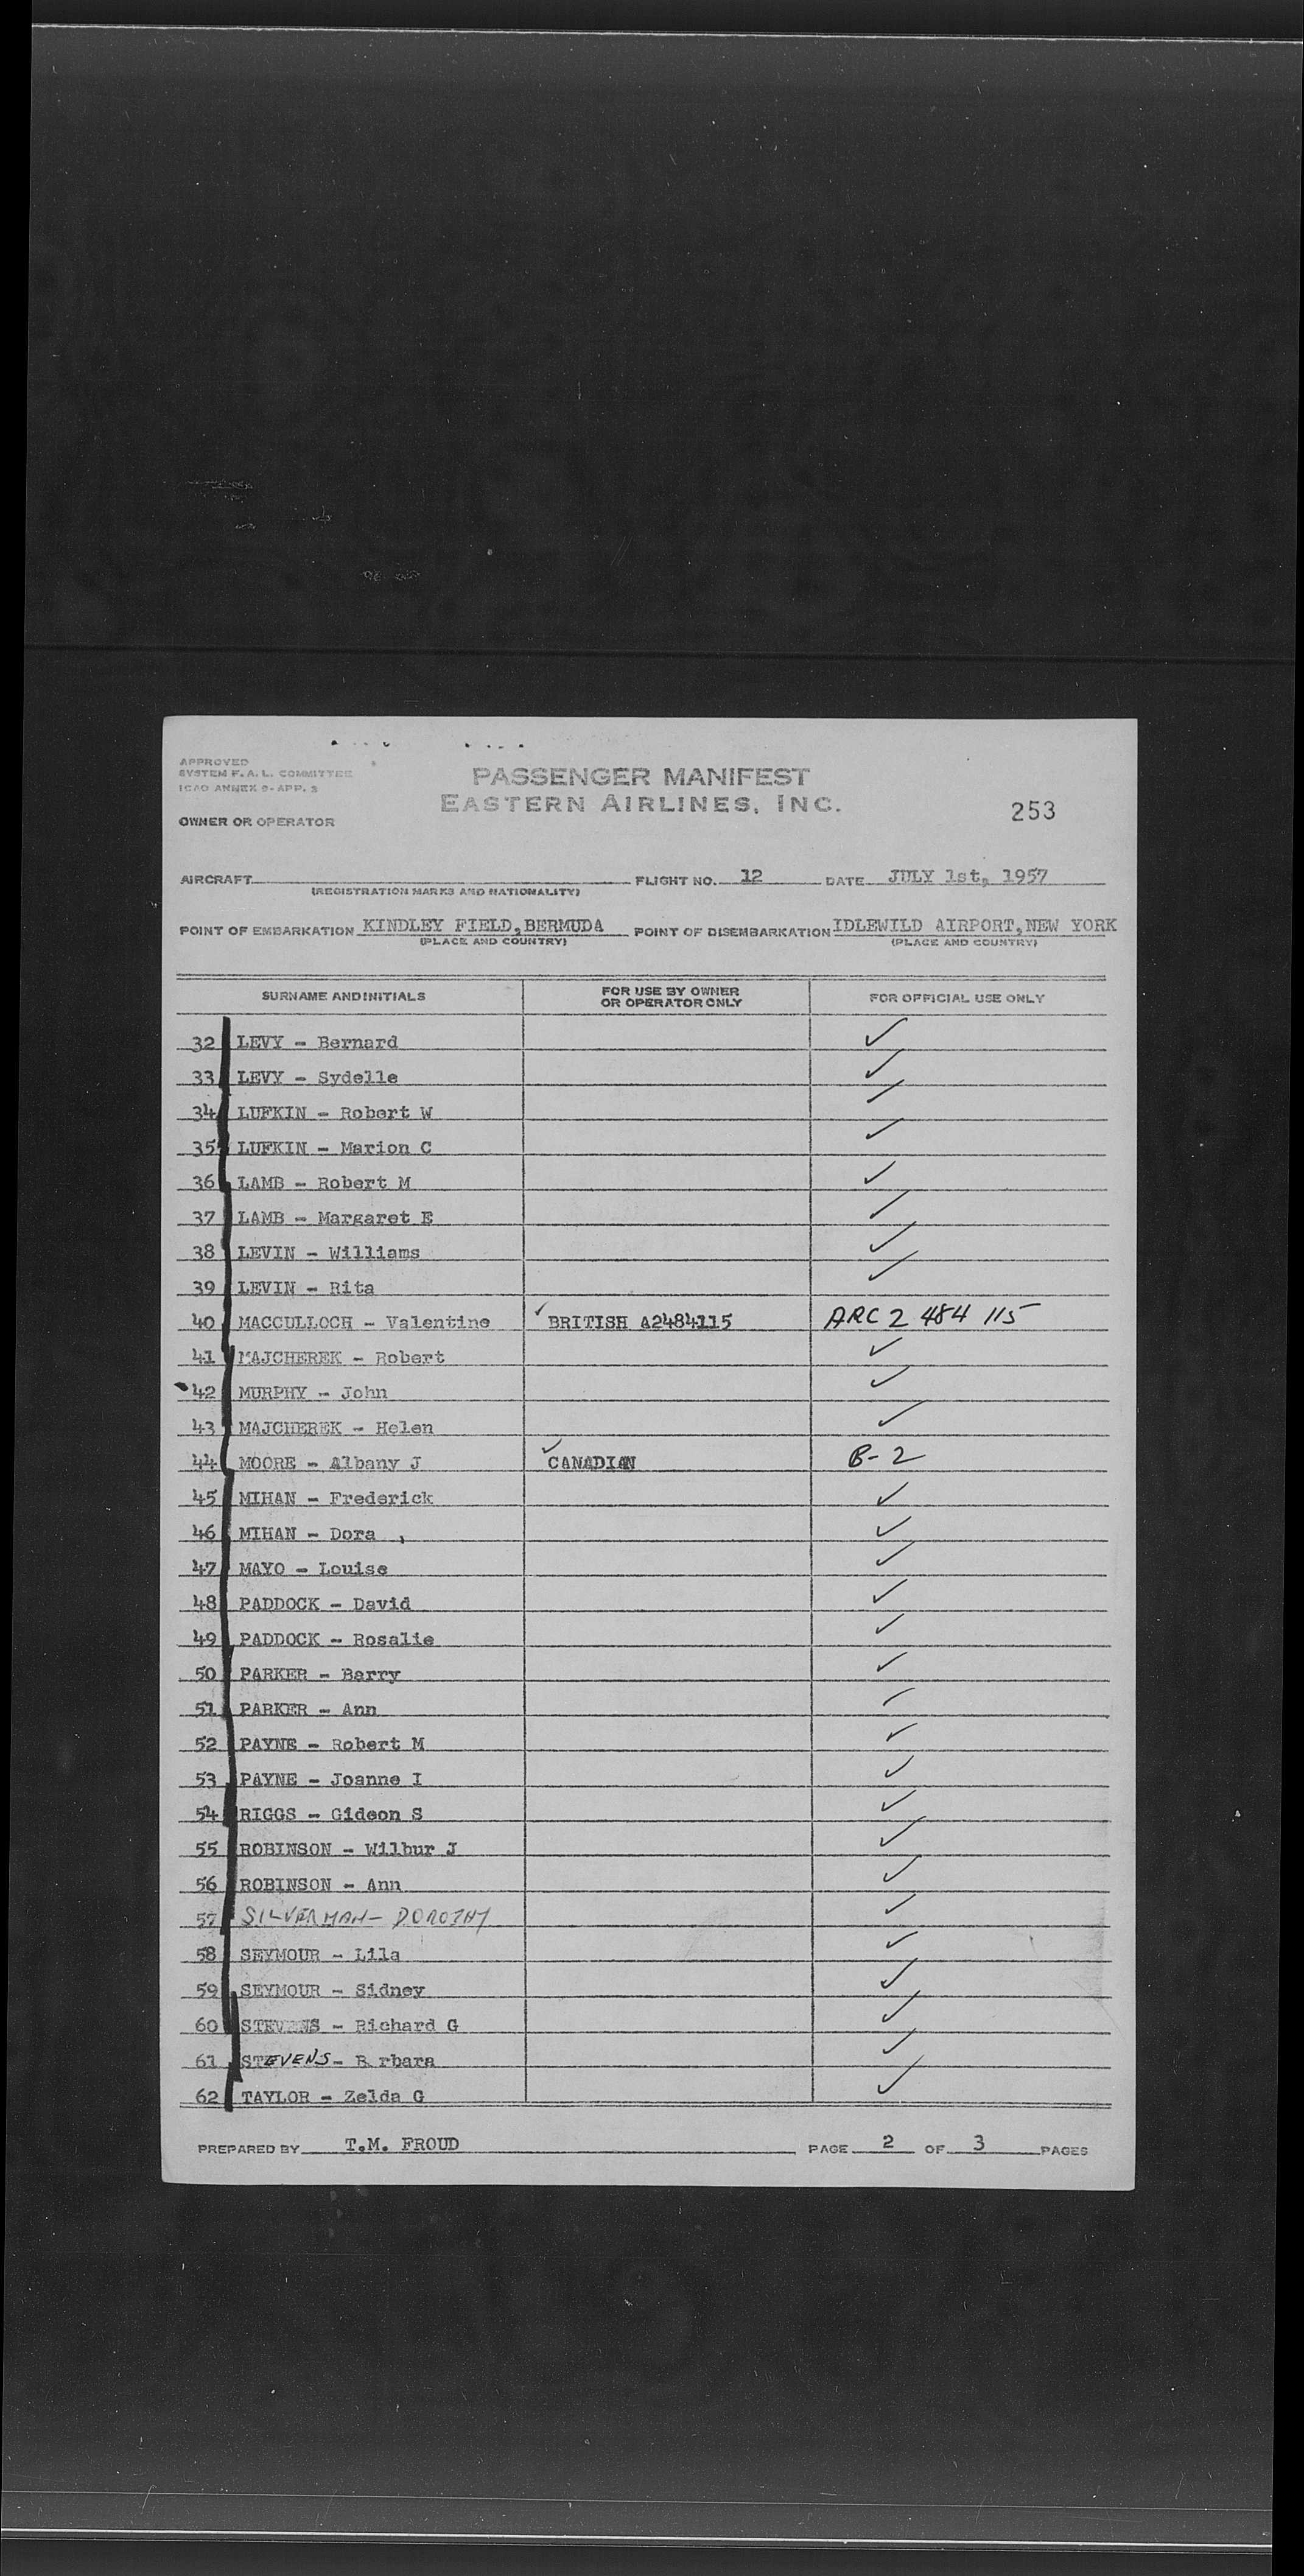 APPROVED
SYSTEM F. A. L. COMMITTEE
ICAO ANNEX 9 - APP. 3
PASSENGER MANIFEST
EASTERN AIRLINES, INC.
253
OWNER OR OPERATOR
AIRCRAFT FLIGHT NO. 12 DATE JULY 1st, 1957
(REGISTRATION MARKS AND NATIONALITY)
POINT OF EMBARKATION KINDLEY FIELD, BERMUDA POINT OF DISEMBARKATION IDLEWILD AIRPORT, NEW YORK
(PLACE AND COUNTRY) (PLACE AND COUNTRY)
SURNAME AND INITIALS FOR USE BY OWNER OR OPERATOR ONLY FOR OFFICIAL USE ONLY
32 LEVY - Bernard ✓
33 LEVY - Sydelle ✓
34 LUFKIN - Robert W ✓
35 LUFKIN - Marion C ✓
36 LAMB - Robert M ✓
37 LAMB - Margaret E ✓
38 LEVIN - Williams ✓
39 LEVIN - Rita ✓
40 MACCULLOCH - Valentine ✓ BRITISH A2484115 ARC 2 484 115
41 MAJCHEREK - Robert ✓
42 MURPHY - John ✓
43 MAJCHEREK - Helen ✓
44 MOORE - Albany J ✓ CANADIAN B-2
45 MIHAN - Frederick ✓
46 MIHAN - Dora , ✓
47 MAYO - Louise ✓
48 PADDOCK - David ✓
49 PADDOCK - Rosalie ✓
50 PARKER - Barry ✓
51 PARKER - Ann ✓
52 PAYNE - Robert M ✓
53 PAYNE - Joanne I ✓
54 RIGGS - Gideon S ✓
55 ROBINSON - Wilbur J ✓
56 ROBINSON - Ann ✓
57 SILVERMAN - DOROTHY ✓
58 SEYMOUR - Lila ✓
59 SEYMOUR - Sidney ✓
60 STEVENS - Richard G ✓
61 STEVENS - B rbara ✓
62 TAYLOR - Zelda G ✓
PREPARED BY T.M. FROUD PAGE 2 OF 3 PAGES